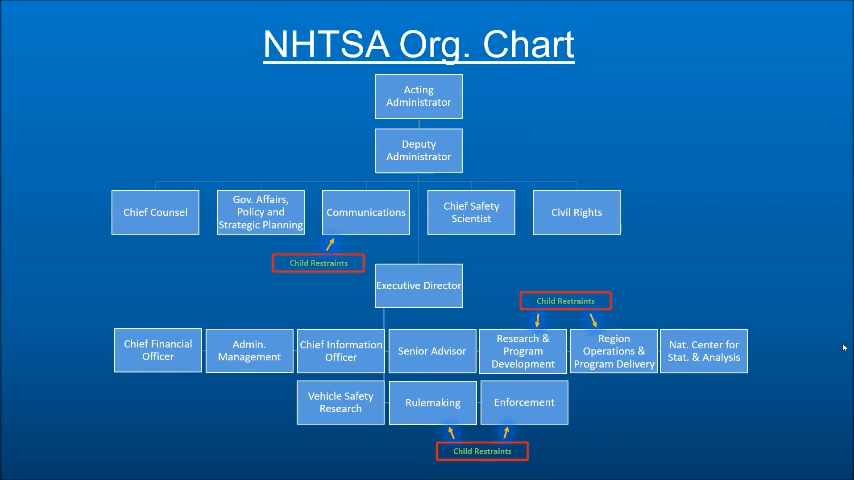 NHTSA Org. Chart
Acting
Administrator
Deputy
Administrator
Chief Counsel
Gov. Affairs,
Policy and
Strategic Planning
Communications
Chief Safety
Scientist
Civil Rights
Child Restraints
Executive Director
Child Restraints
Chief Financial
Officer
Admin.
Management
Chief Information
Officer
Senior Advisor
Research &
Program
Development
Region
Operations &
Program Delivery
Nat. Center for
Stat. & Analysis
Vehicle Safety
Research
Rulemaking
Enforcement
Child Restraints